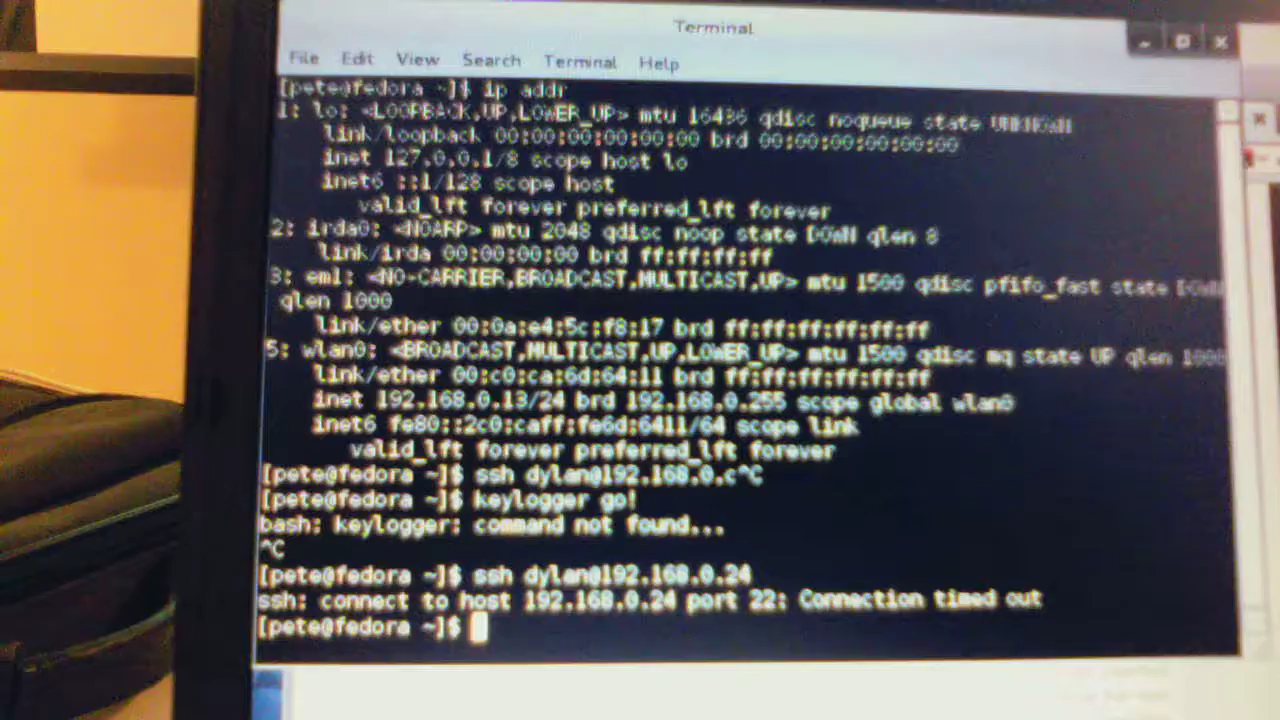 Terminal
File Edit View Search Terminal Help
[pete@fedora ~]$ ip addr
1: lo: <LOOPBACK,UP,LOWER_UP> mtu 16436 qdisc noqueue state UNKNOWN
link/loopback 00:00:00:00:00:00 brd 00:00:00:00:00:00
inet 127.0.0.1/8 scope host lo
inet6 ::1/128 scope host
valid_lft forever preferred_lft forever
2: irda0: <NOARP> mtu 2048 qdisc noop state DOWN qlen 8
link/irda 00:00:00:00 brd ff:ff:ff:ff
3: em1: <NO-CARRIER,BROADCAST,MULTICAST,UP> mtu 1500 qdisc pfifo_fast state DOWN
qlen 1000
link/ether 00:0a:e4:5c:f8:17 brd ff:ff:ff:ff:ff:ff
5: wlan0: <BROADCAST,MULTICAST,UP,LOWER_UP> mtu 1500 qdisc mq state UP qlen 1000
link/ether 00:c0:ca:6d:64:11 brd ff:ff:ff:ff:ff:ff
inet 192.168.0.13/24 brd 192.168.0.255 scope global wlan0
inet6 fe80::2c0:caff:fe6d:6411/64 scope link
valid_lft forever preferred_lft forever
[pete@fedora ~]$ ssh dylan@192.168.0.c^C
[pete@fedora ~]$ keylogger go!
bash: keylogger: command not found...
^C
[pete@fedora ~]$ ssh dylan@192.168.0.24
ssh: connect to host 192.168.0.24 port 22: Connection timed out
[pete@fedora ~]$